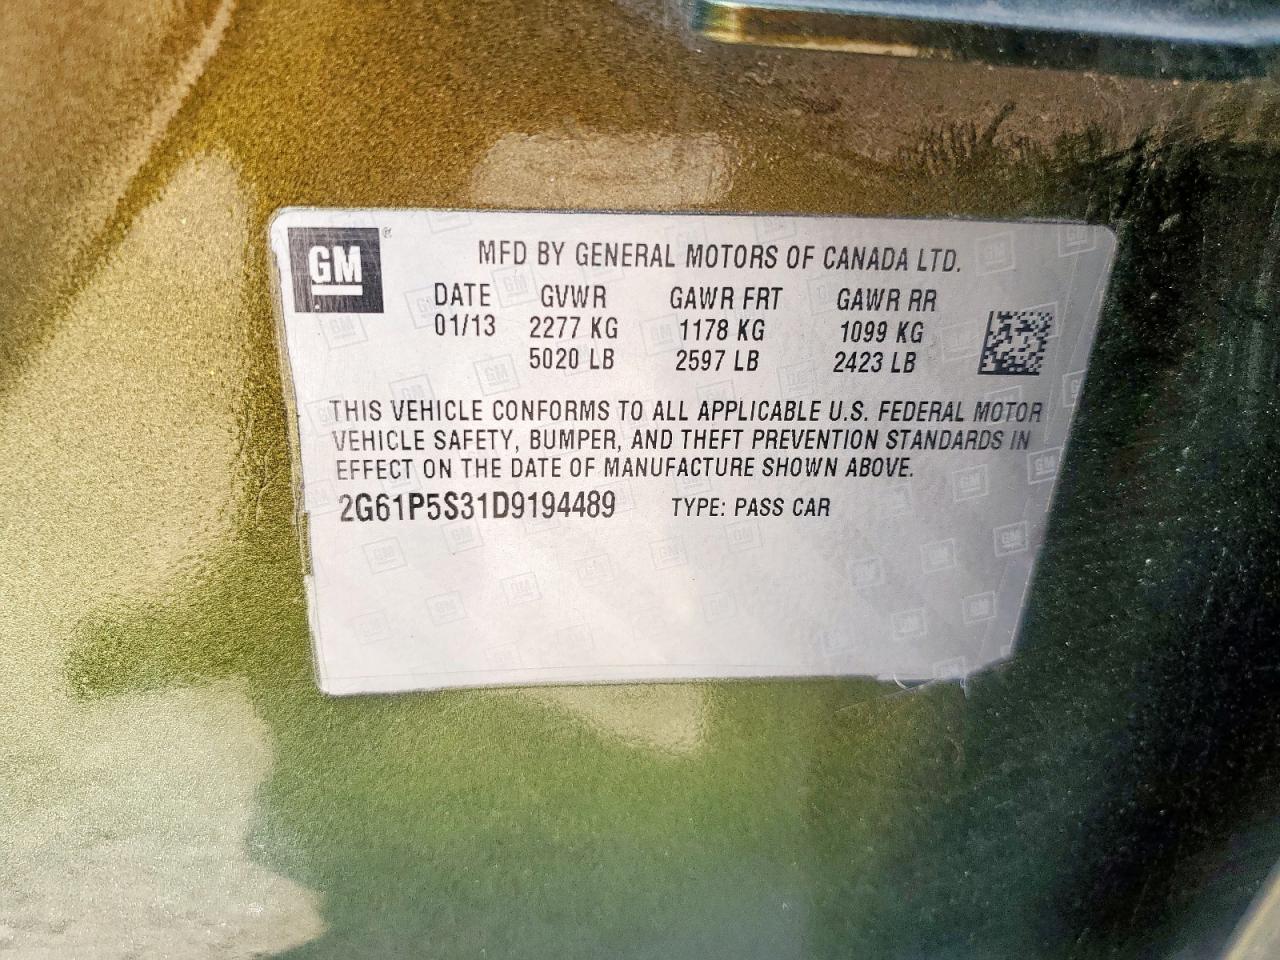 GM
MFD BY GENERAL MOTORS OF CANADA LTD.
DATE GVWR GAWR FRT GAWR RR
01/13 2277 KG 1178 KG 1099 KG
5020 LB 2597 LB 2423 LB
THIS VEHICLE CONFORMS TO ALL APPLICABLE U.S. FEDERAL MOTOR
VEHICLE SAFETY, BUMPER, AND THEFT PREVENTION STANDARDS IN
EFFECT ON THE DATE OF MANUFACTURE SHOWN ABOVE.
2G61P5S31D9194489 TYPE: PASS CAR